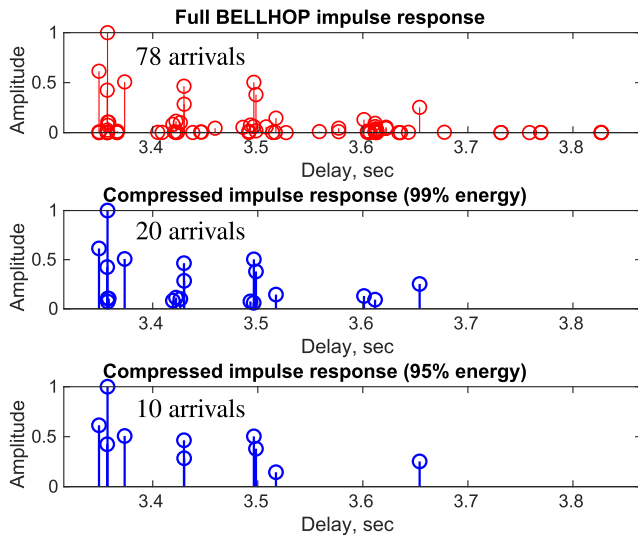 Full BELLHOP impulse response
78 arrivals
1
0.5
0
Amplitude
3.4 3.5 3.6 3.7 3.8
Delay, sec
Compressed impulse response (99% energy)
20 arrivals
1
0.5
0
Amplitude
3.4 3.5 3.6 3.7 3.8
Delay, sec
Compressed impulse response (95% energy)
10 arrivals
1
0.5
0
Amplitude
3.4 3.5 3.6 3.7 3.8
Delay, sec